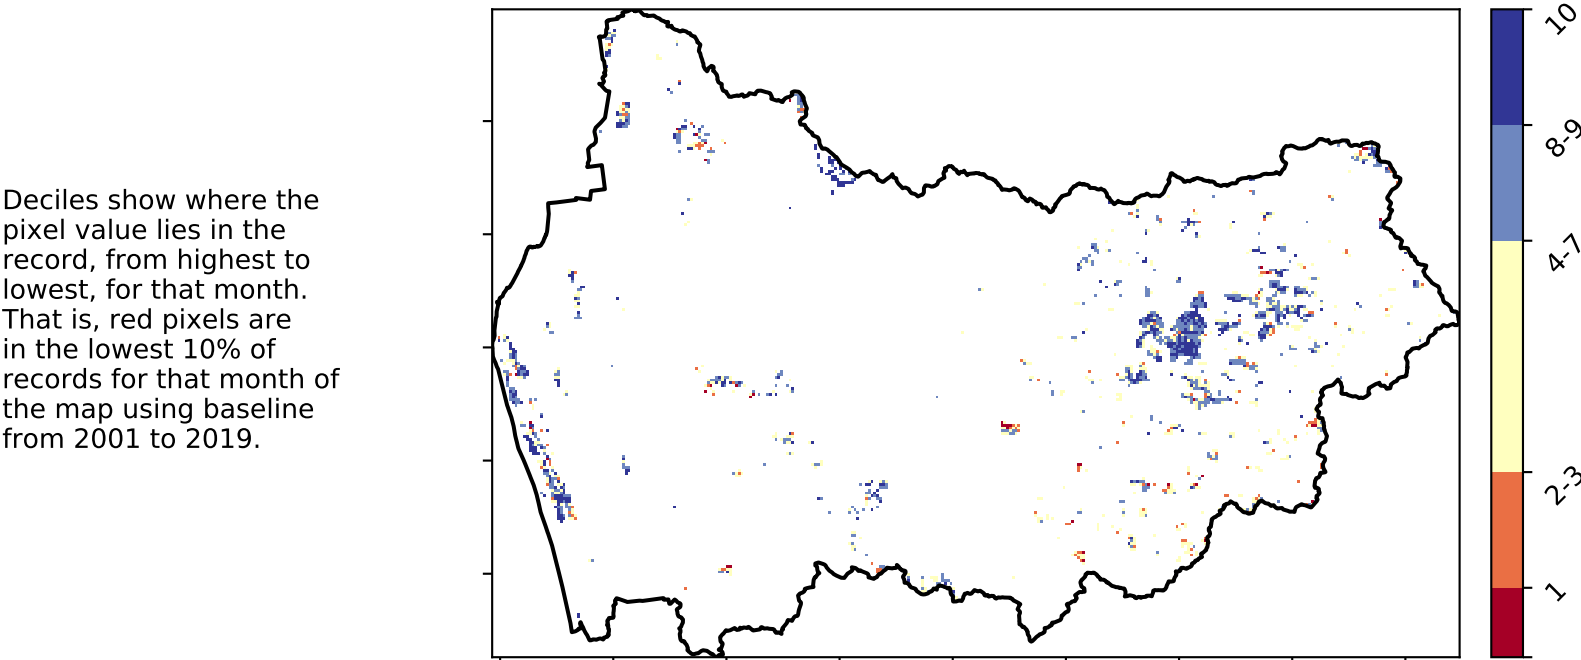 Deciles show where the
pixel value lies in the
record, from highest to
lowest, for that month.
That is, red pixels are
in the lowest 10% of
records for that month of
the map using baseline
from 2001 to 2019.
10
8-9
4-7
2-3
1